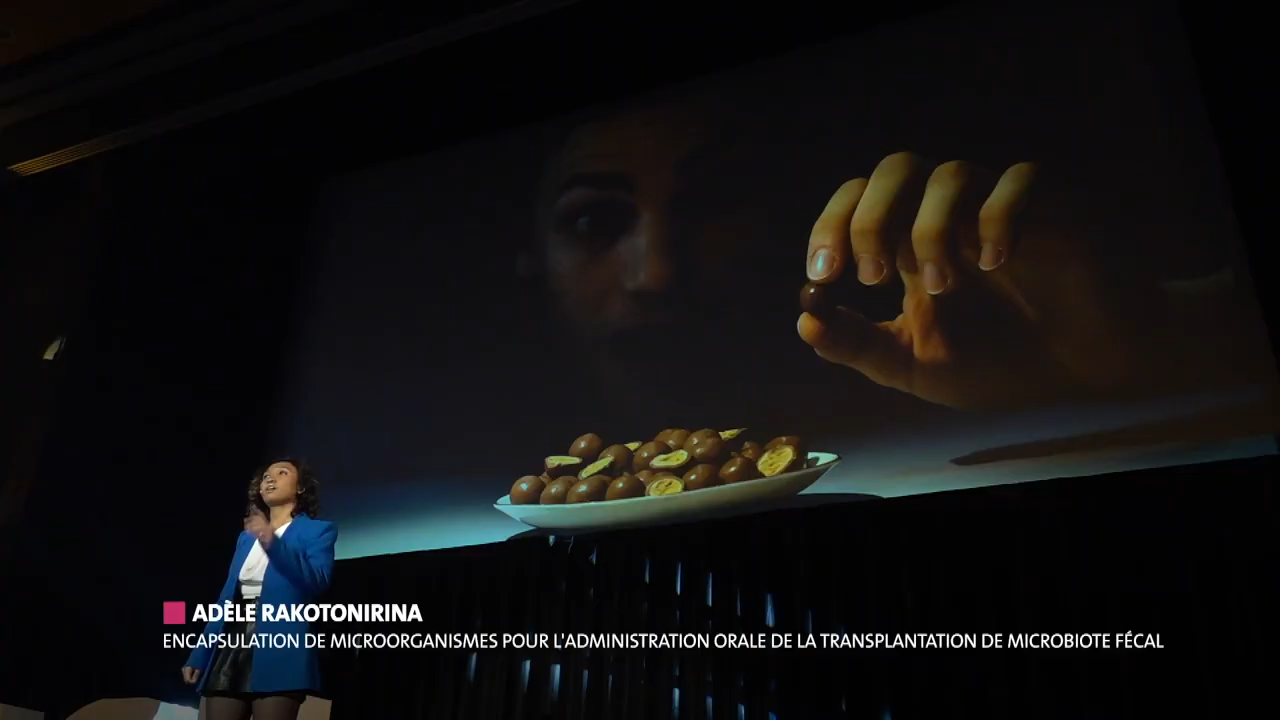 ADÈLE RAKOTONIRINA
ENCAPSULATION DE MICROORGANISMES POUR L'ADMINISTRATION ORALE DE LA TRANSPLANTATION DE MICROBIOTE FÉCAL